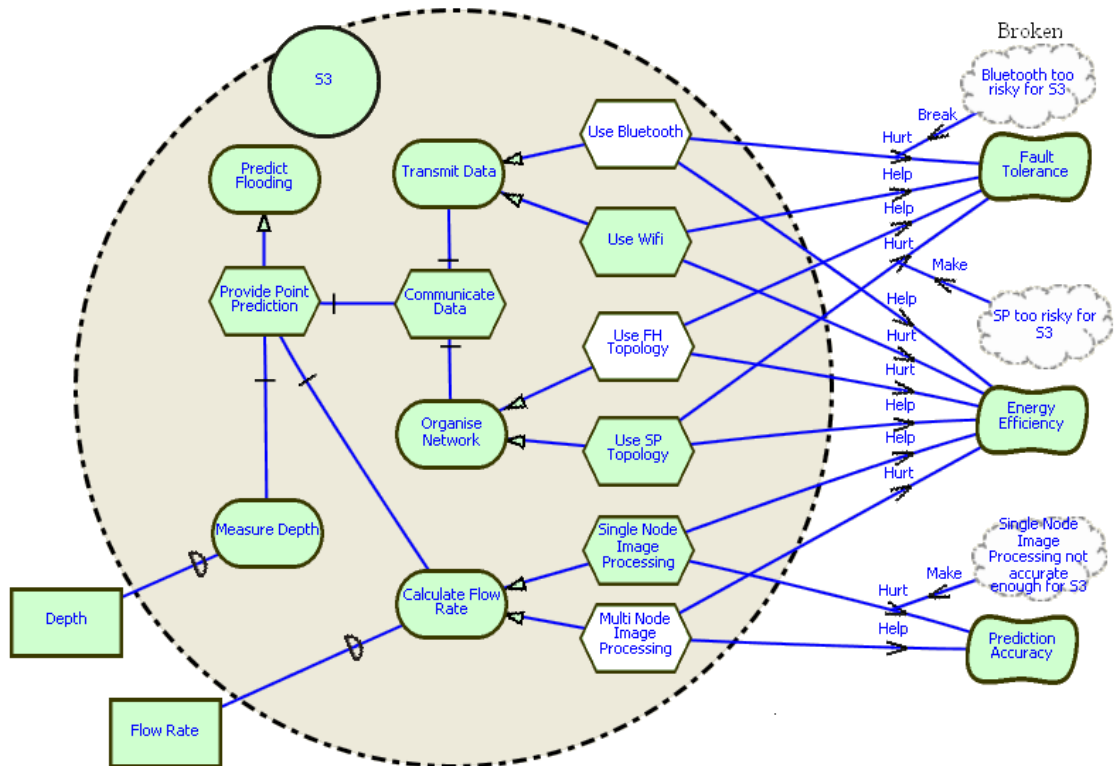 Broken
Bluetooth too
risky for S3
S3
Break
Use Bluetooth
Hurt
Fault
Tolerance
Predict
Flooding
Transmit Data
Help
Help
Use Wifi
Hurt
Make
Provide Point
Prediction
Communicate
Data
Help
SP too risky for
S3
Use FH
Topology
Hurt
Hurt
Energy
Efficiency
Organise
Network
Help
Use SP
Topology
Help
Hurt
Measure Depth
Single Node
Image
Processing
Single Node
Image
Processing not
accurate
enough for S3
Make
Hurt
Calculate Flow
Rate
Depth
Multi Node
Image
Processing
Help
Prediction
Accuracy
Flow Rate